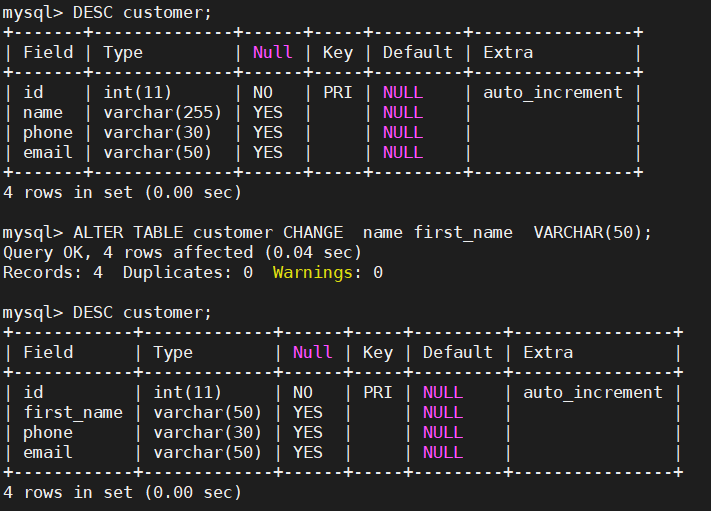 mysql> DESC customer;
+-------+--------------+------+-----+---------+----------------+
| Field | Type         | Null | Key | Default | Extra          |
+-------+--------------+------+-----+---------+----------------+
| id    | int(11)      | NO   | PRI | NULL    | auto_increment |
| name  | varchar(255) | YES  |     | NULL    |                |
| phone | varchar(30)  | YES  |     | NULL    |                |
| email | varchar(50)  | YES  |     | NULL    |                |
+-------+--------------+------+-----+---------+----------------+
4 rows in set (0.00 sec)

mysql> ALTER TABLE customer CHANGE  name first_name  VARCHAR(50);
Query OK, 4 rows affected (0.04 sec)
Records: 4  Duplicates: 0  Warnings: 0

mysql> DESC customer;
+------------+-------------+------+-----+---------+----------------+
| Field      | Type        | Null | Key | Default | Extra          |
+------------+-------------+------+-----+---------+----------------+
| id         | int(11)     | NO   | PRI | NULL    | auto_increment |
| first_name | varchar(50) | YES  |     | NULL    |                |
| phone      | varchar(30) | YES  |     | NULL    |                |
| email      | varchar(50) | YES  |     | NULL    |                |
+------------+-------------+------+-----+---------+----------------+
4 rows in set (0.00 sec)